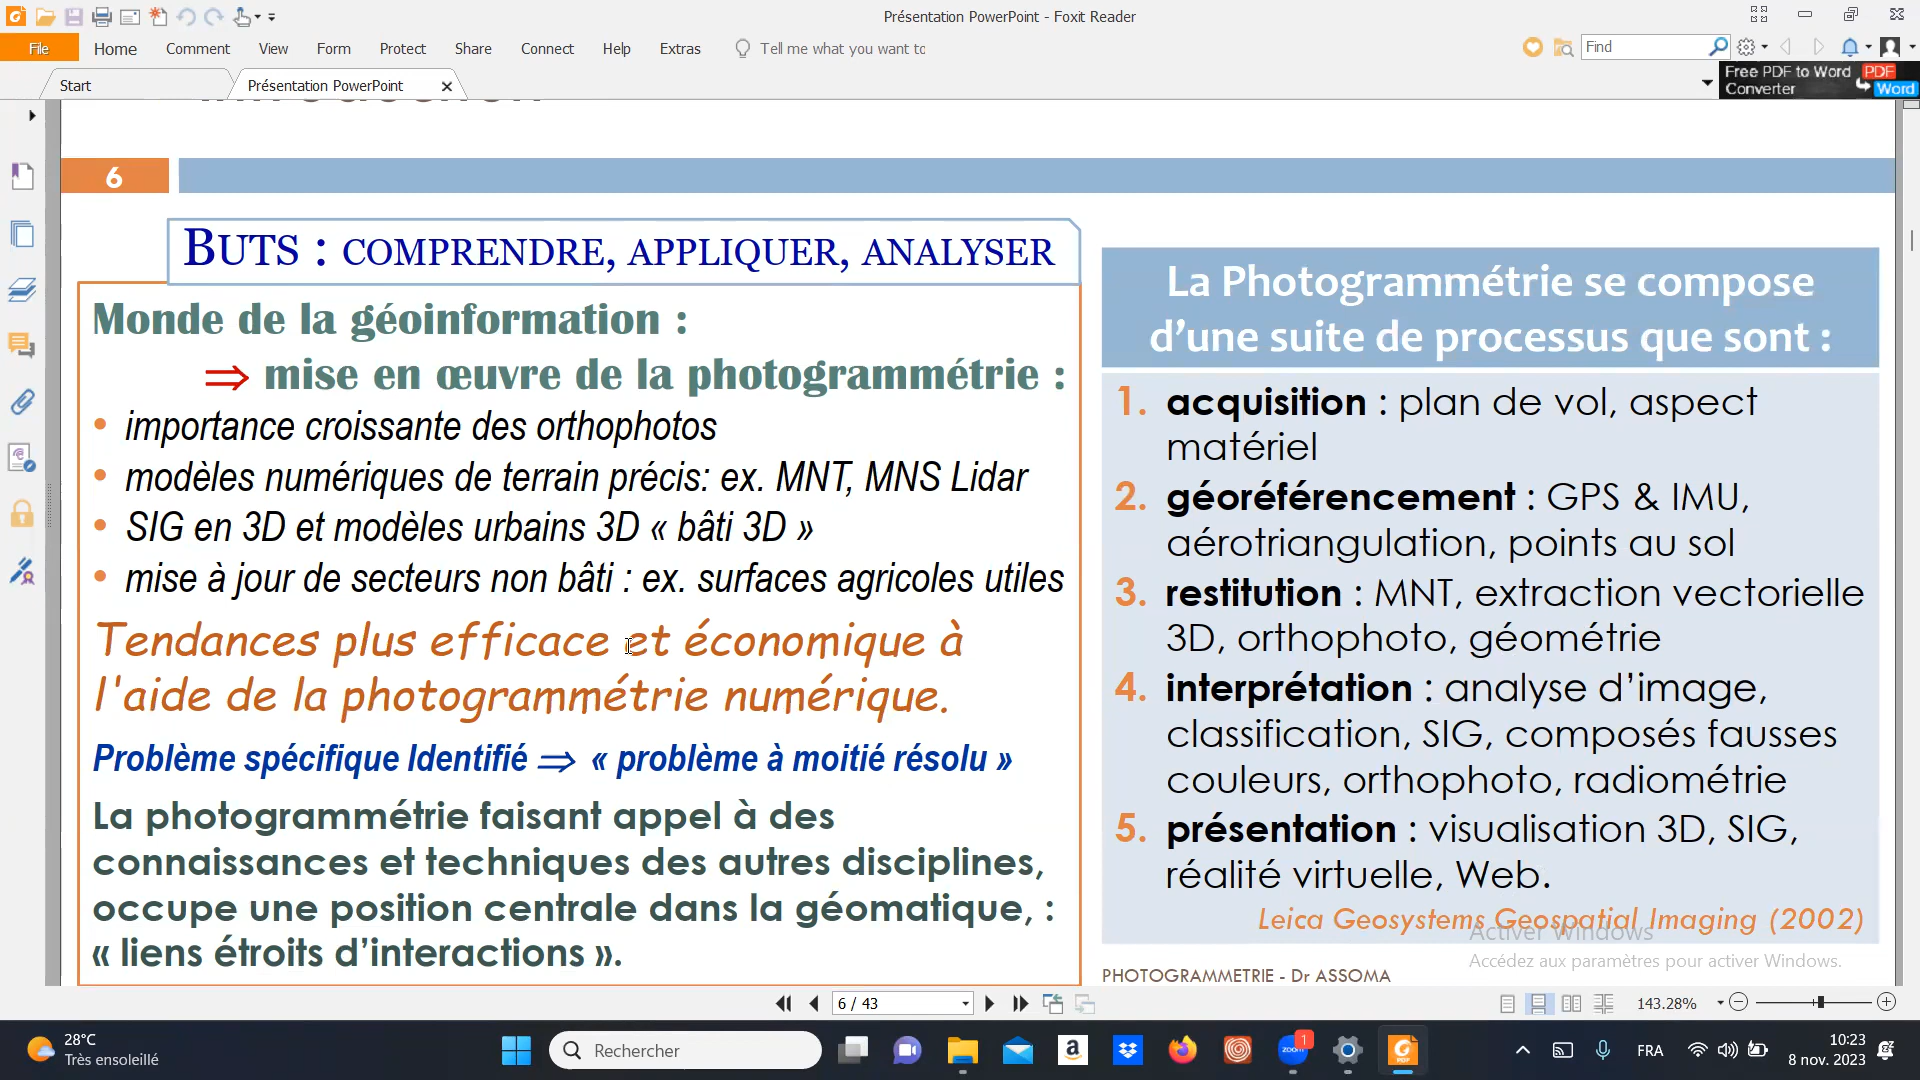 Présentation PowerPoint - Foxit Reader
File Home Comment View Form Protect Share Connect Help Extras Tell me what you want to
Find
Start
Présentation PowerPoint
Free PDF to Word
Converter
PDF
Word
6
BUTS : COMPRENDRE, APPLIQUER, ANALYSER
Monde de la géoinformation :
⇒ mise en œuvre de la photogrammétrie :
• importance croissante des orthophotos
• modèles numériques de terrain précis: ex. MNT, MNS Lidar
• SIG en 3D et modèles urbains 3D « bâti 3D »
• mise à jour de secteurs non bâti : ex. surfaces agricoles utiles
Tendances plus efficace et économique à
l'aide de la photogrammétrie numérique.
Problème spécifique Identifié ⇒ « problème à moitié résolu »
La photogrammétrie faisant appel à des
connaissances et techniques des autres disciplines,
occupe une position centrale dans la géomatique, :
« liens étroits d’interactions ».
La Photogrammétrie se compose
d’une suite de processus que sont :
1. acquisition : plan de vol, aspect
matériel
2. géoréférencement : GPS & IMU,
aérotriangulation, points au sol
3. restitution : MNT, extraction vectorielle
3D, orthophoto, géométrie
4. interprétation : analyse d’image,
classification, SIG, composés fausses
couleurs, orthophoto, radiométrie
5. présentation : visualisation 3D, SIG,
réalité virtuelle, Web.
Leica Geosystems Geospatial Imaging (2002)
Activer Windows
Accédez aux paramètres pour activer Windows.
PHOTOGRAMMETRIE - Dr ASSOMA
6 / 43
143.28%
28°C
Très ensoleillé
Rechercher
a
zoom
1
PDF
FRA
10:23
8 nov. 2023